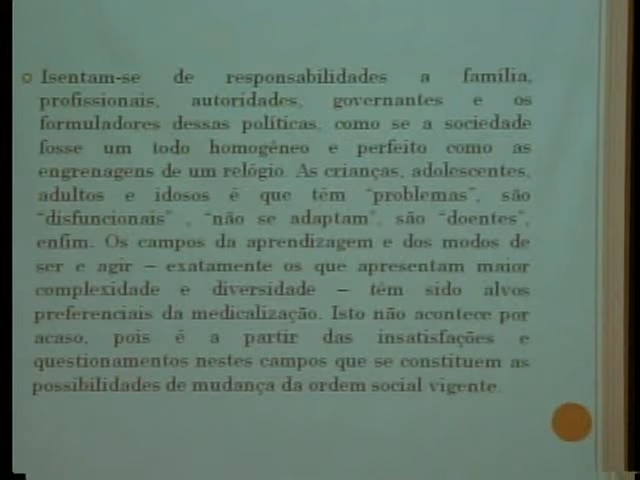 Isentam-se de responsabilidades a família,
profissionais, autoridades, governantes e os
formuladores dessas políticas, como se a sociedade
fosse um todo homogêneo e perfeito como as
engrenagens de um relógio. As crianças, adolescentes,
adultos e idosos é que têm "problemas", são
"disfuncionais" , "não se adaptam", são "doentes",
enfim. Os campos da aprendizagem e dos modos de
ser e agir – exatamente os que apresentam maior
complexidade e diversidade – têm sido alvos
preferenciais da medicalização. Isto não acontece por
acaso, pois é a partir das insatisfações e
questionamentos nestes campos que se constituem as
possibilidades de mudança da ordem social vigente.